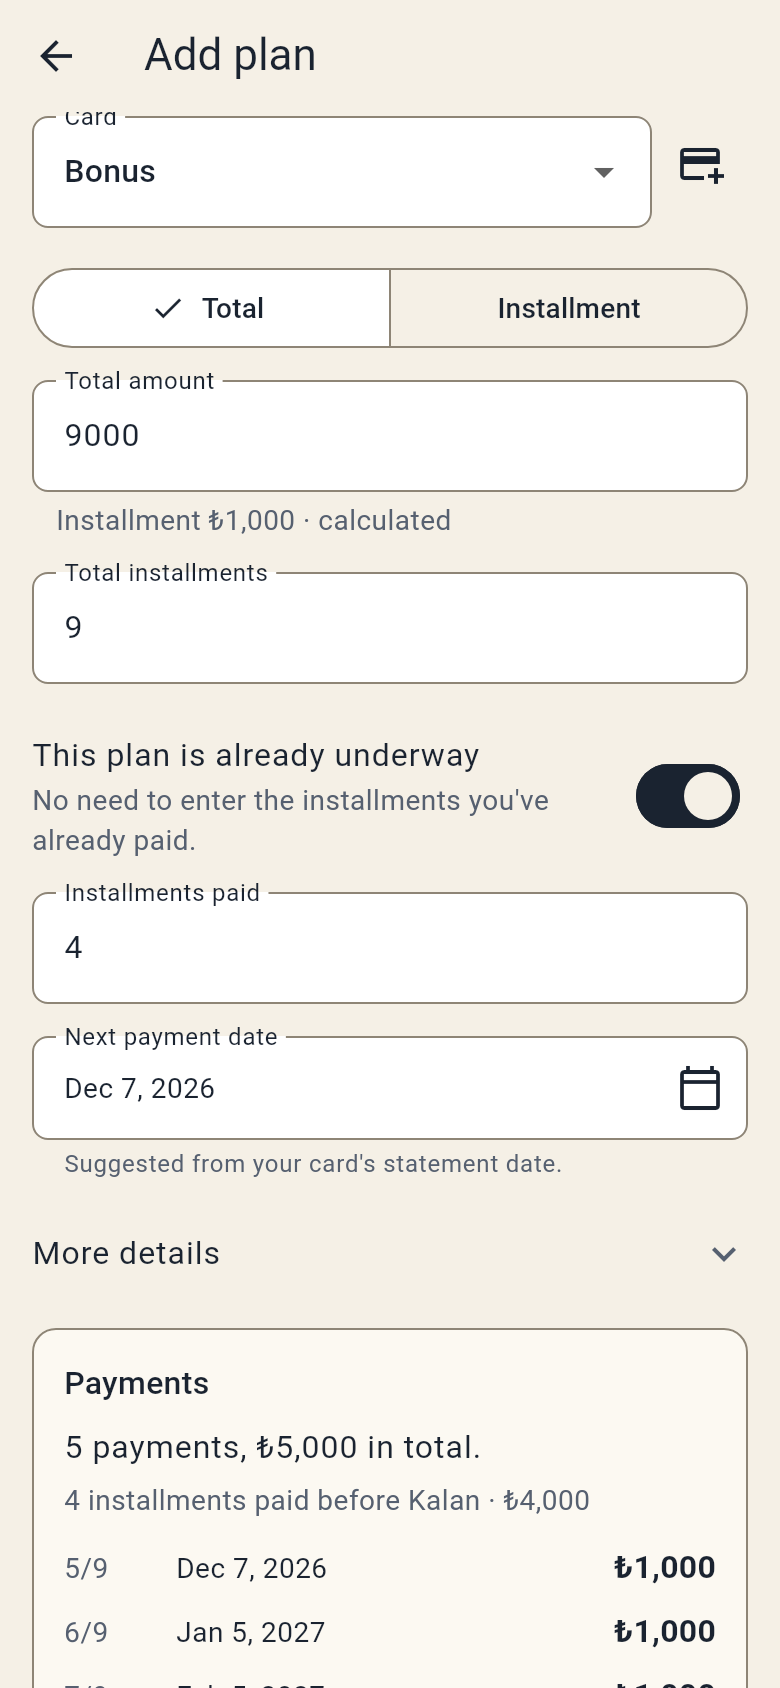 Add plan
Card
Bonus
Total
Installment
Total amount
9000
Installment ₺1,000 · calculated
Total installments
9
This plan is already underway
No need to enter the installments you've
already paid.
Installments paid
4
Next payment date
Dec 7, 2026
Suggested from your card's statement date.
More details
Payments
5 payments, ₺5,000 in total.
4 installments paid before Kalan · ₺4,000
5/9 Dec 7, 2026 ₺1,000
6/9 Jan 5, 2027 ₺1,000